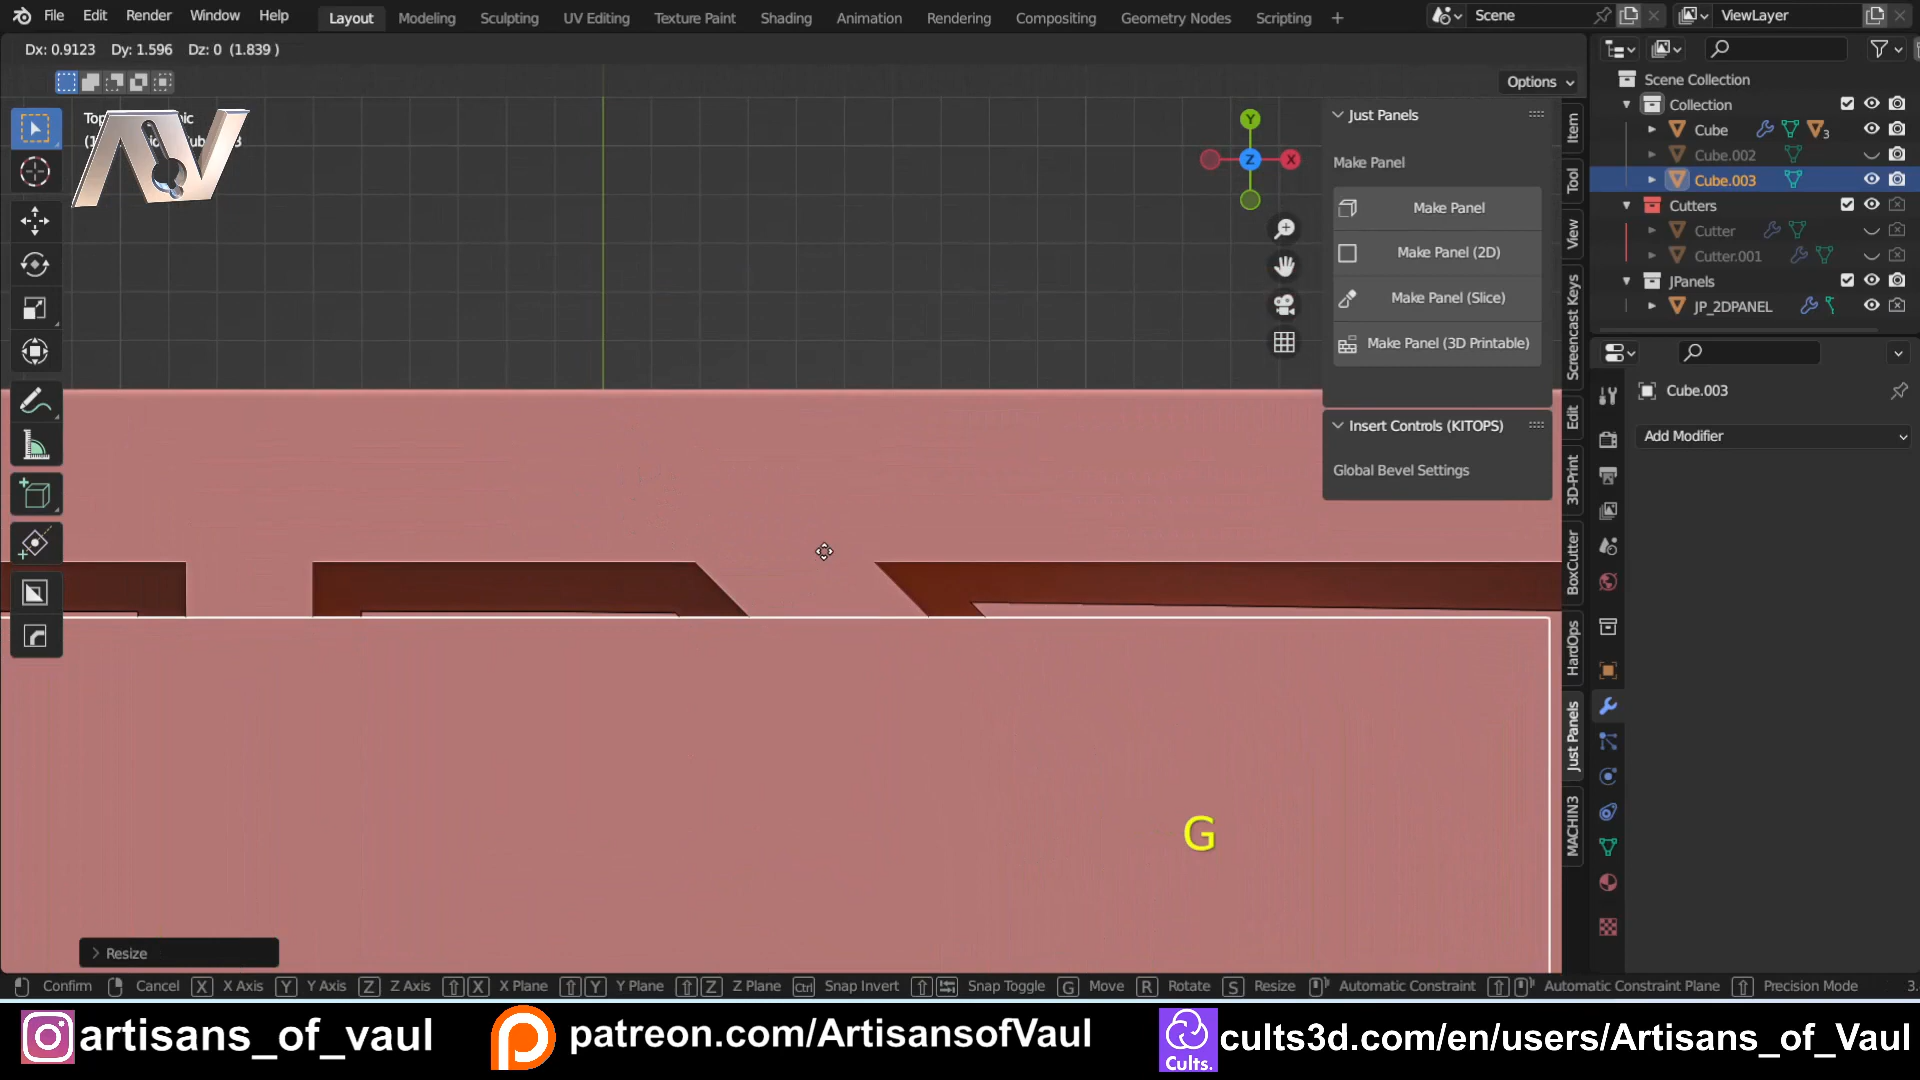 File Edit Render Window Help Layout Modeling Sculpting UV Editing Texture Paint Shading Animation Rendering Compositing Geometry Nodes Scripting + Scene ViewLayer
Dx: 0.9123 Dy: 1.596 Dz: 0 (1.839 )
Options
Scene Collection
Collection
Cube 3
Cube.002
Cube.003
Cutters
Cutter
Cutter.001
JPanels
JP_2DPANEL
Cube.003
Add Modifier
Y
Z
X
Just Panels
Make Panel
Make Panel
Make Panel (2D)
Make Panel (Slice)
Make Panel (3D Printable)
Insert Controls (KITOPS)
Global Bevel Settings
Item
Tool
View
Screencast Keys
Edit
3D-Print
BoxCutter
HardOps
Just Panels
MACHIN3
AV
G
Resize
Confirm Cancel X X Axis Y Y Axis Z Z Axis X X Plane Y Y Plane Z Z Plane Ctrl Snap Invert Snap Toggle G Move R Rotate S Resize Automatic Constraint Automatic Constraint Plane Precision Mode 3.
artisans_of_vaul patreon.com/ArtisansofVaul Cults. cults3d.com/en/users/Artisans_of_Vaul